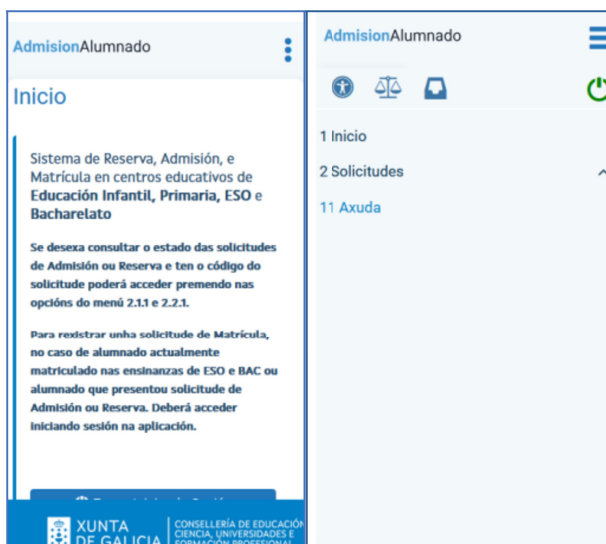 AdmisionAlumnado
Inicio
Sistema de Reserva, Admisión, e
Matrícula en centros educativos de
Educación Infantil, Primaria, ESO e
Bacharelato
Se desexa consultar o estado das solicitudes
de Admisión ou Reserva e ten o código do
solicitude poderá acceder premendo nas
opcións do menú 2.1.1 e 2.2.1.
Para rexistrar unha solicitude de Matrícula,
no caso de alumnado actualmente
matriculado nas ensinanzas de ESO e BAC ou
alumnado que presentou solicitude de
Admisión ou Reserva. Deberá acceder
iniciando sesión na aplicación.
XUNTA
DE GALICIA
CONSELLERÍA DE EDUCACIÓN
CIENCIA, UNIVERSIDADES E
FORMACIÓN PROFESIONAL
AdmisionAlumnado
1 Inicio
2 Solicitudes
11 Axuda